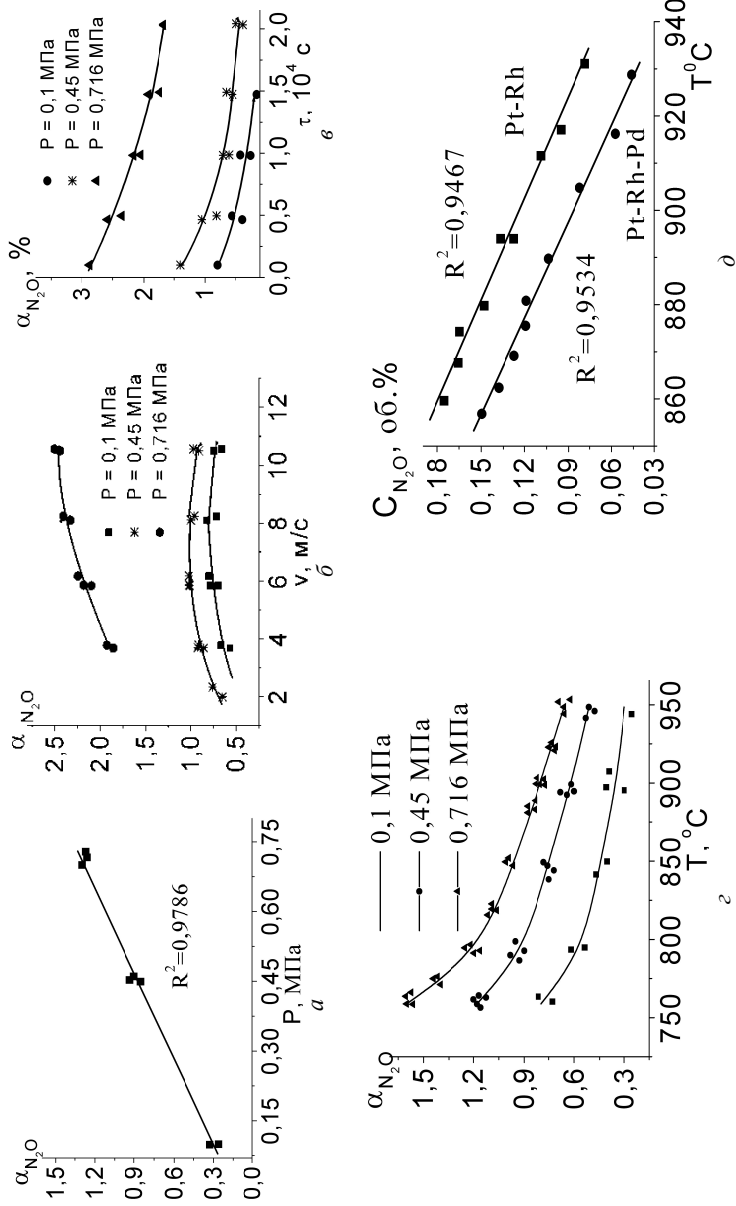 α N₂O
1,5
1,2
0,9
0,6
0,3
0,0
R²=0,9786
0,15 0,30 0,45 0,60 0,75
P, МПа
а
α N₂O
2,5
2,0
1,5
1,0
0,5
P = 0,1 МПа
P = 0,45 МПа
P = 0,716 МПа
2 4 6 8 10 12
v, м/с
б
α N₂O, %
3
2
1
P = 0,1 МПа
P = 0,45 МПа
P = 0,716 МПа
0,0 0,5 1,0 1,5 2,0
τ, 10⁴ с
в
α N₂O
1,5
1,2
0,9
0,6
0,3
0,1 МПа
0,45 МПа
0,716 МПа
750 800 850 900 950
T,°C
г
C N₂O, об.%
0,18
0,15
0,12
0,09
0,06
0,03
R²=0,9467
Pt-Rh
R²=0,9534
Pt-Rh-Pd
860 880 900 920 940
T⁰C
д